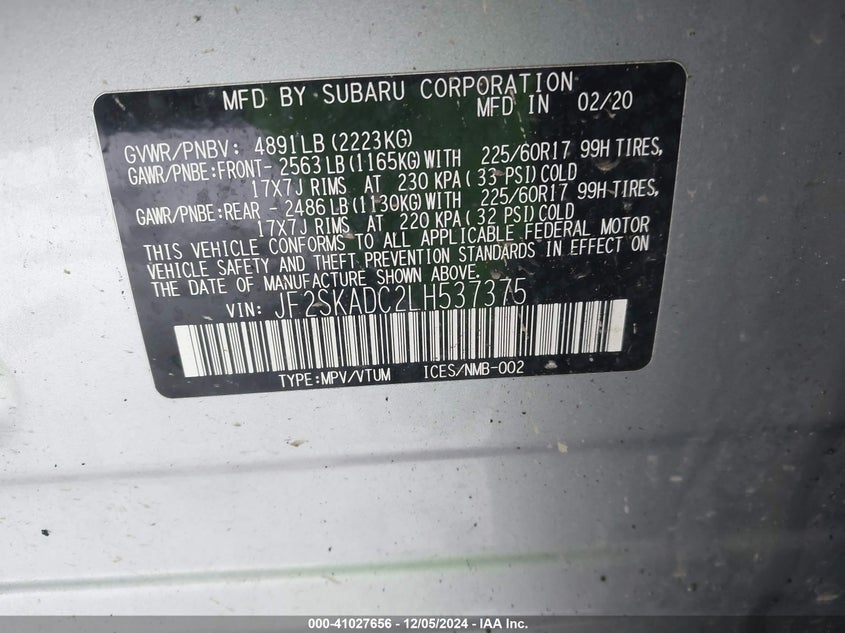 MFD BY SUBARU CORPORATION
MFD IN 02/20
GVWR/PNBV: 4891LB (2223KG)
GAWR/PNBE:FRONT- 2563LB (1165KG) WITH 225/60R17 99H TIRES,
17X7J RIMS AT 230 KPA( 33 PSI) COLD
GAWR/PNBE:REAR - 2486LB (1130KG) WITH 225/60R17 99H TIRES,
17X7J RIMS AT 220 KPA( 32 PSI) COLD
THIS VEHICLE CONFORMS TO ALL APPLICABLE FEDERAL MOTOR
VEHICLE SAFETY AND THEFT PREVENTION STANDARDS IN EFFECT ON
THE DATE OF MANUFACTURE SHOWN ABOVE.
VIN: JF2SKADC2LH537375
TYPE:MPV/VTUM ICES/NMB-002
000-41027656 - 12/05/2024 - IAA Inc.